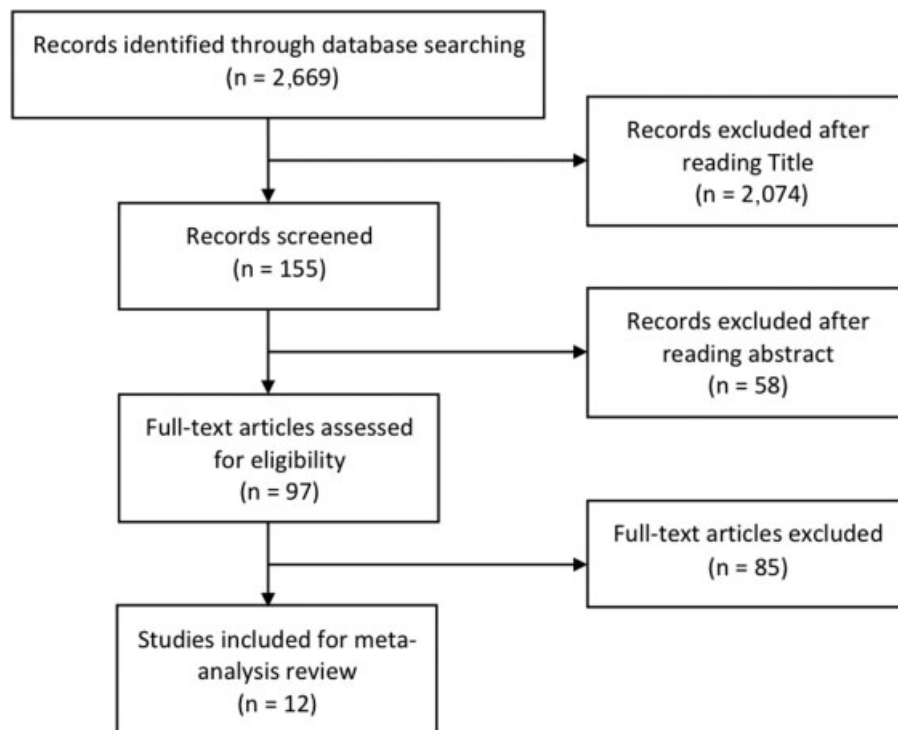 Records identified through database searching
(n = 2,669)
Records excluded after
reading Title
(n = 2,074)
Records screened
(n = 155)
Records excluded after
reading abstract
(n = 58)
Full-text articles assessed
for eligibility
(n = 97)
Full-text articles excluded
(n = 85)
Studies included for meta-
analysis review
(n = 12)